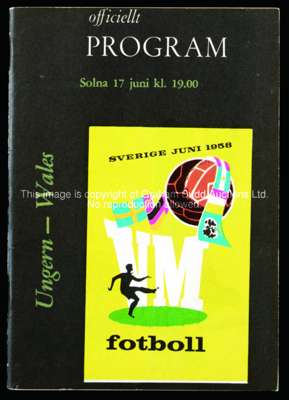 officiellt
PROGRAM
Solna 17 juni kl. 19.00
Ungern — Wales
SVERIGE JUNI 1958
This image is copyright of Graham Budd Auctions Ltd.
No reproduction allowed
VM
fotboll